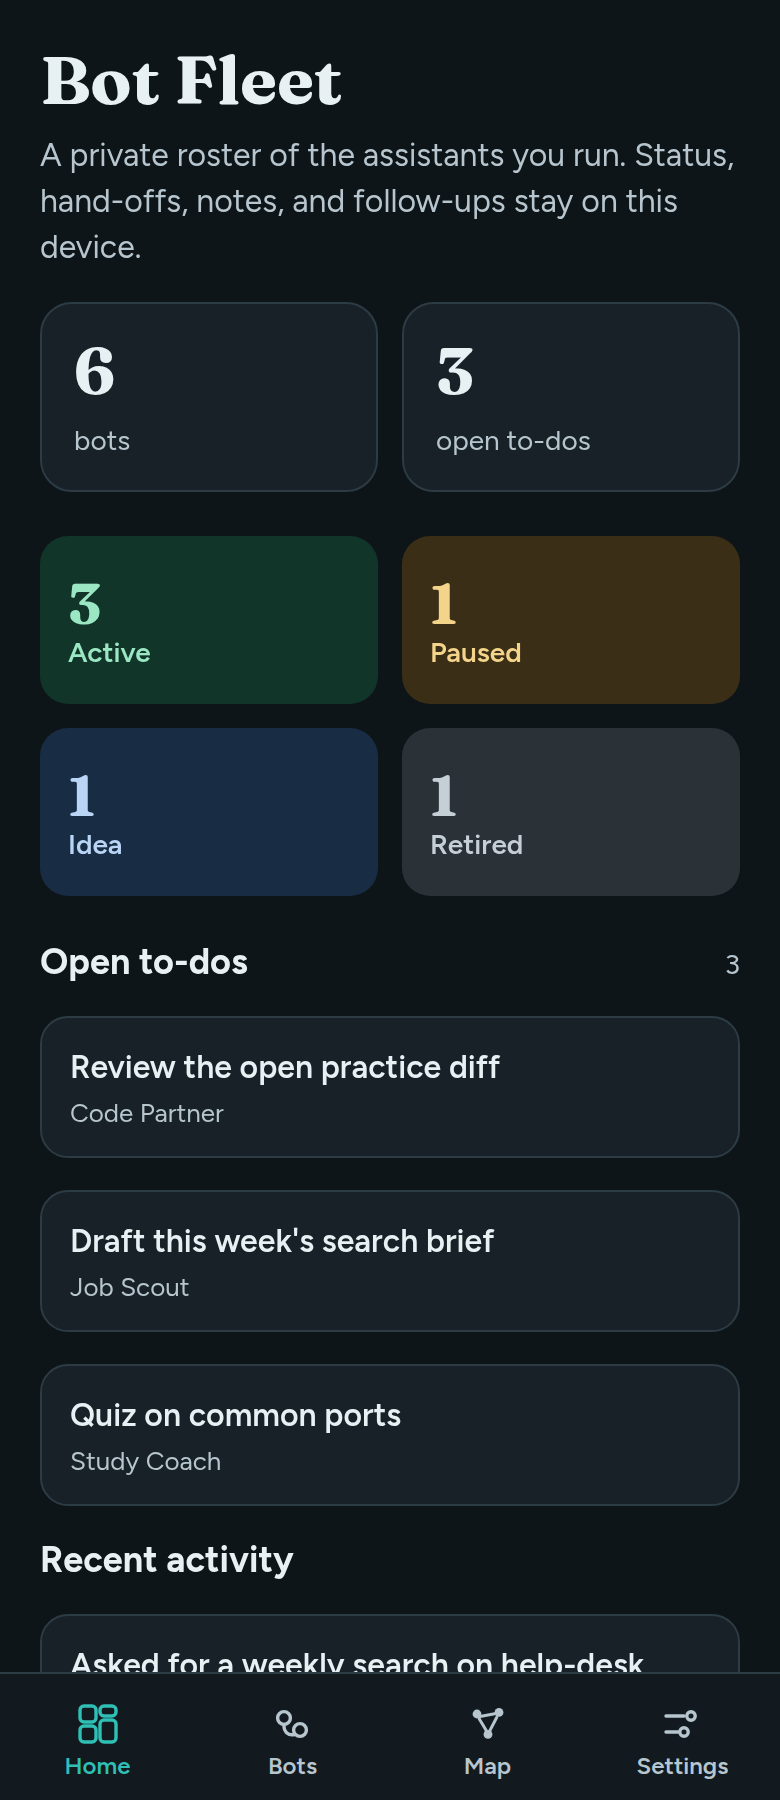 Bot Fleet
A private roster of the assistants you run. Status,
hand-offs, notes, and follow-ups stay on this
device.
6
bots
3
open to-dos
3
Active
1
Paused
1
Idea
1
Retired
Open to-dos
3
Review the open practice diff
Code Partner
Draft this week's search brief
Job Scout
Quiz on common ports
Study Coach
Recent activity
Asked for a weekly search on help-desk
Home
Bots
Map
Settings